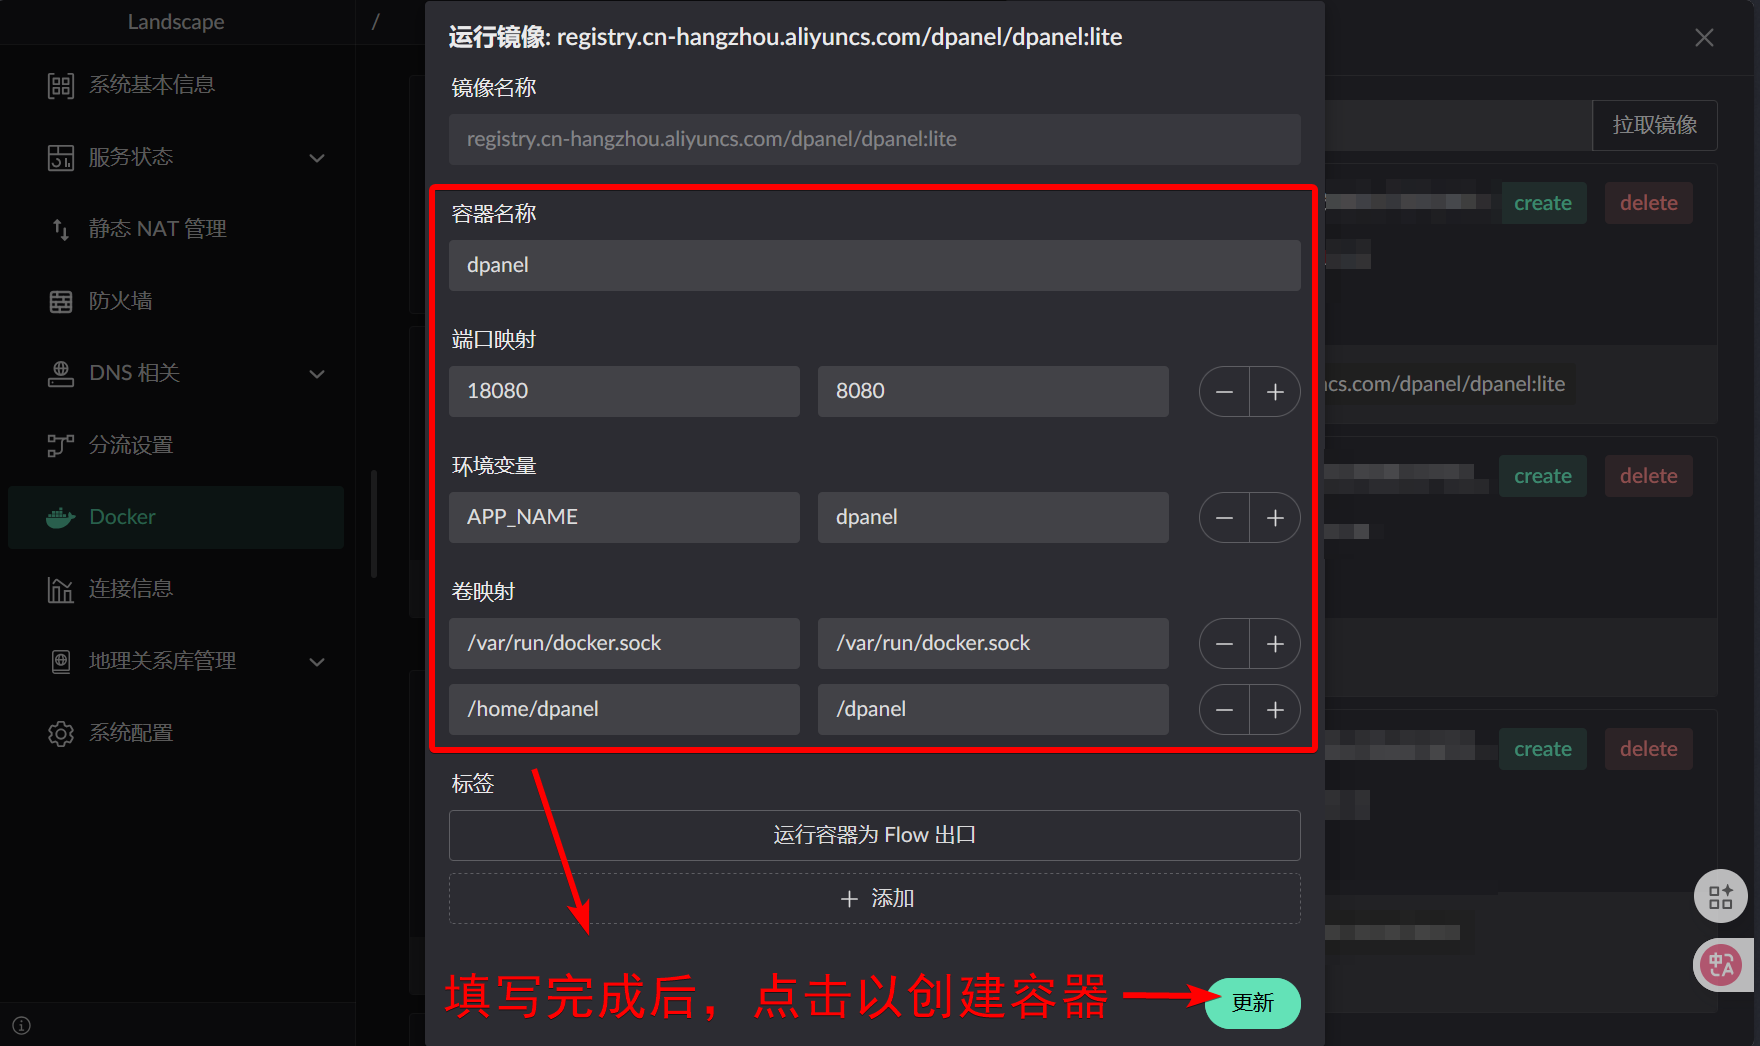 Landscape
/
系统基本信息
服务状态
静态 NAT 管理
防火墙
DNS 相关
分流设置
Docker
连接信息
地理关系库管理
系统配置
运行镜像: registry.cn-hangzhou.aliyuncs.com/dpanel/dpanel:lite
镜像名称
registry.cn-hangzhou.aliyuncs.com/dpanel/dpanel:lite
容器名称
dpanel
端口映射
18080 8080
环境变量
APP_NAME dpanel
卷映射
/var/run/docker.sock /var/run/docker.sock
/home/dpanel /dpanel
标签
运行容器为 Flow 出口
添加
填写完成后，点击以创建容器
更新
拉取镜像
create delete
cs.com/dpanel/dpanel:lite
create delete
create delete
中 A